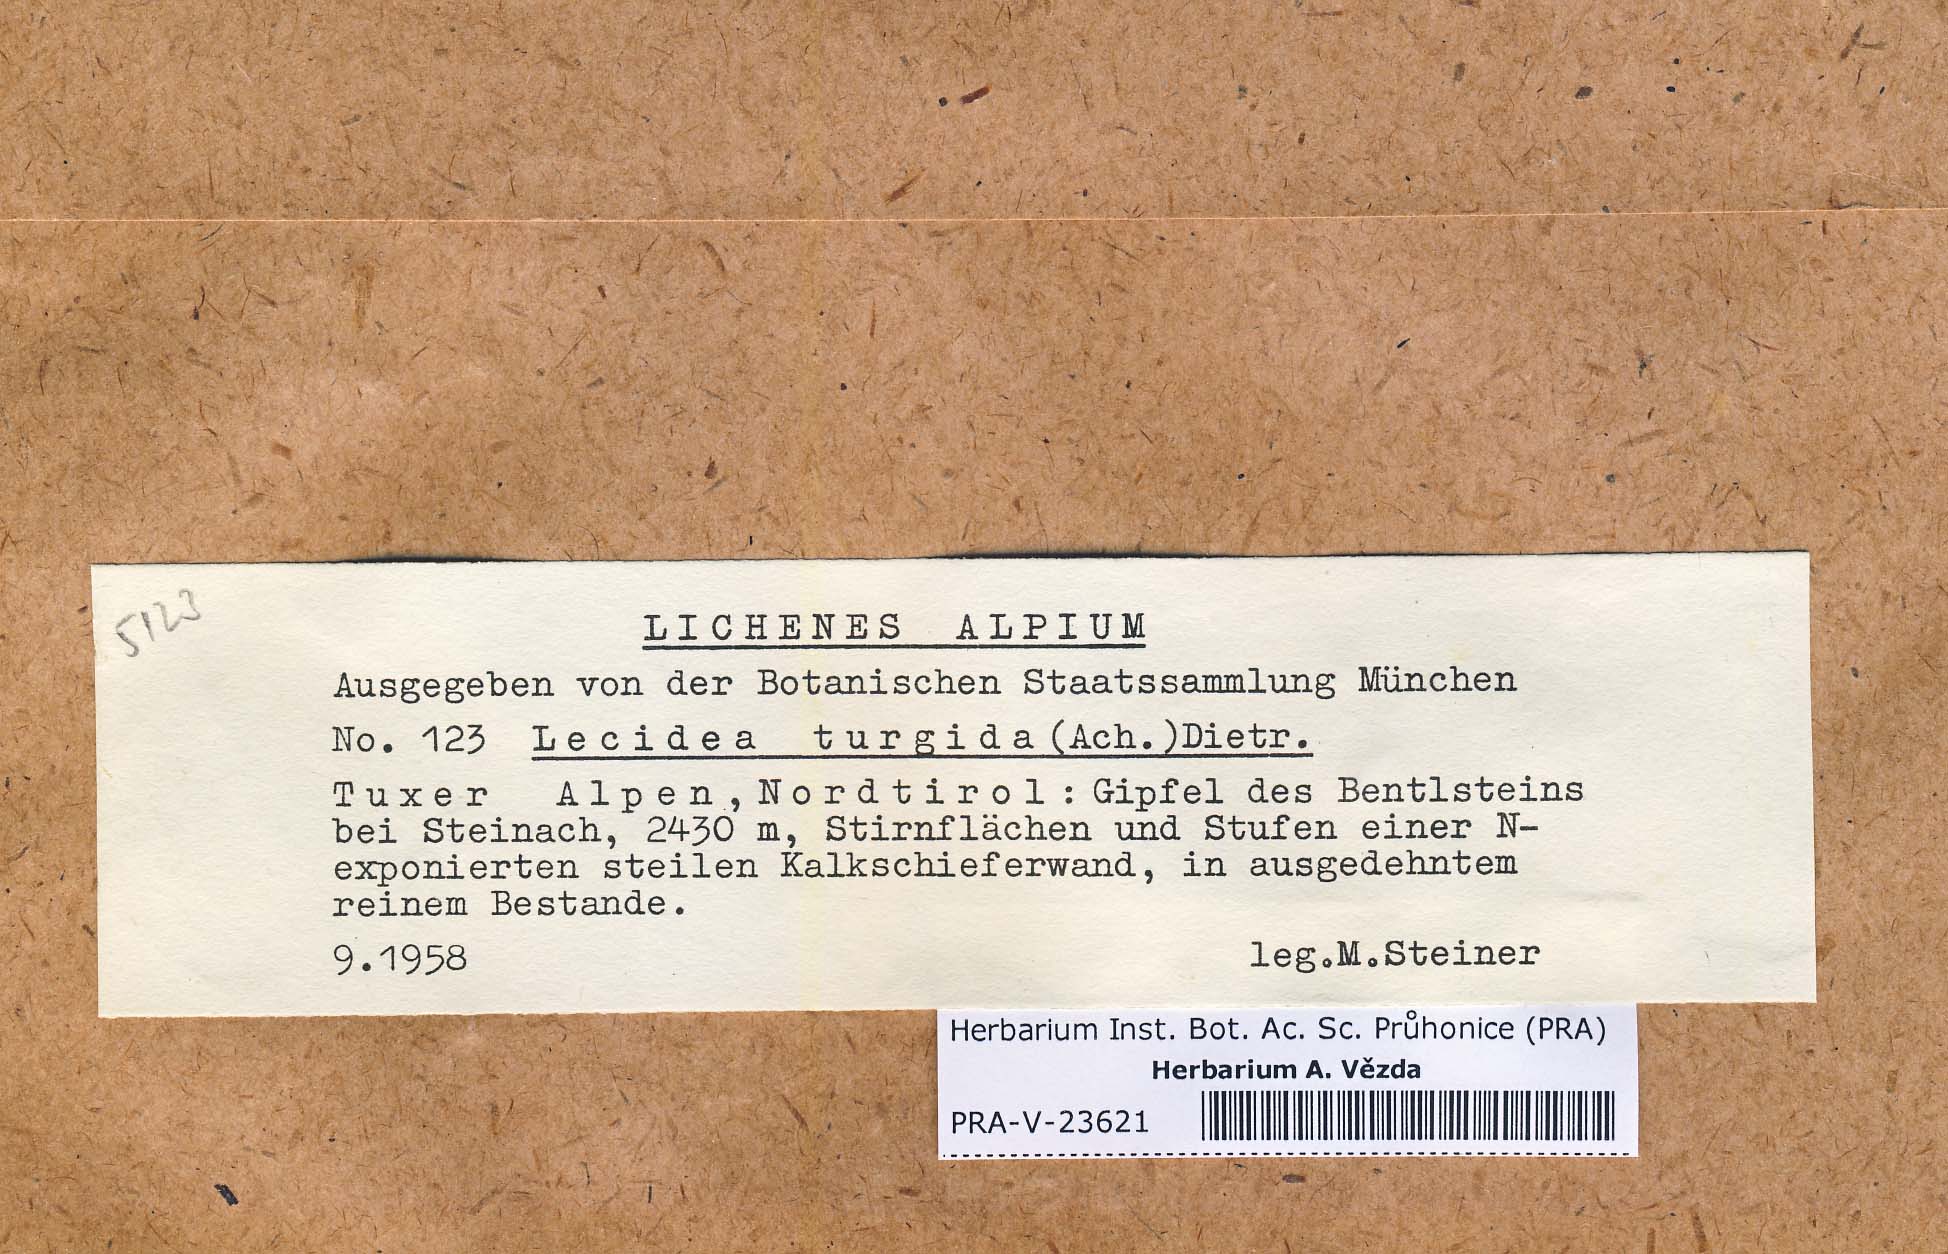 5123
LICHENES ALPIUM
Ausgegeben von der Botanischen Staatssammlung München
No. 123 Lecidea turgida (Ach.) Dietr.
Tuxer Alpen, Nordtirol: Gipfel des Bentlsteins
bei Steinach, 2430 m, Stirnflächen und Stufen einer N-
exponierten steilen Kalkschieferwand, in ausgedehntem
reinem Bestande.
9.1958 leg.M.Steiner
Herbarium Inst. Bot. Ac. Sc. Průhonice (PRA)
Herbarium A. Vězda
PRA-V-23621